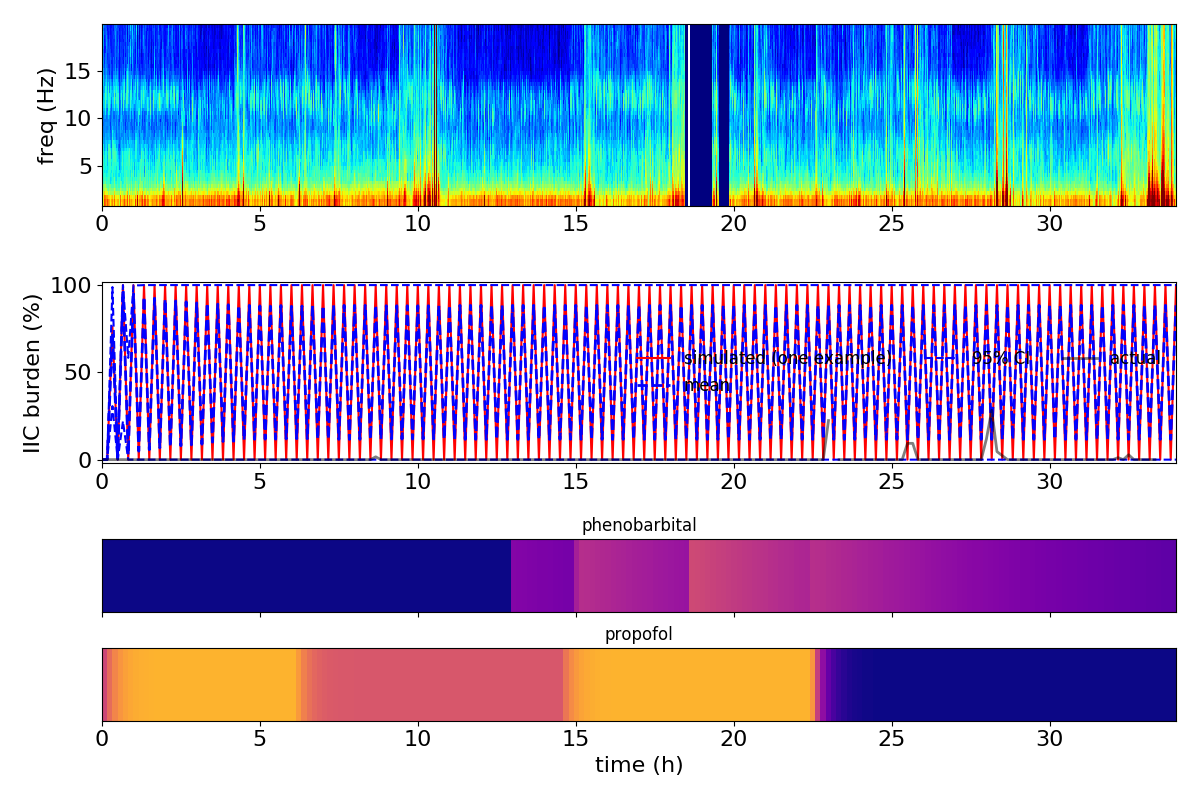 freq (Hz)
15
10
5
0 5 10 15 20 25 30
IIC burden (%)
100
50
0
simulated (one example) 95% CI actual
mean
0 5 10 15 20 25 30
phenobarbital
propofol
0 5 10 15 20 25 30
time (h)